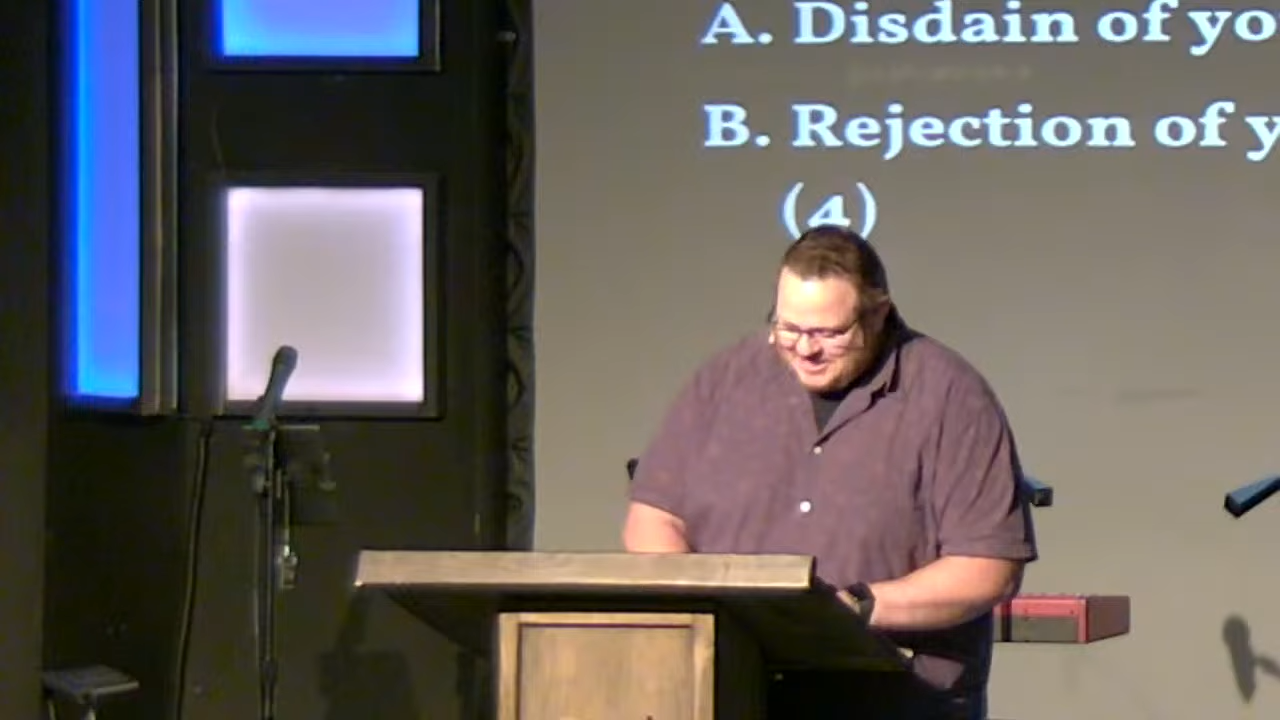 A. Disdain of yo
B. Rejection of y
(4)